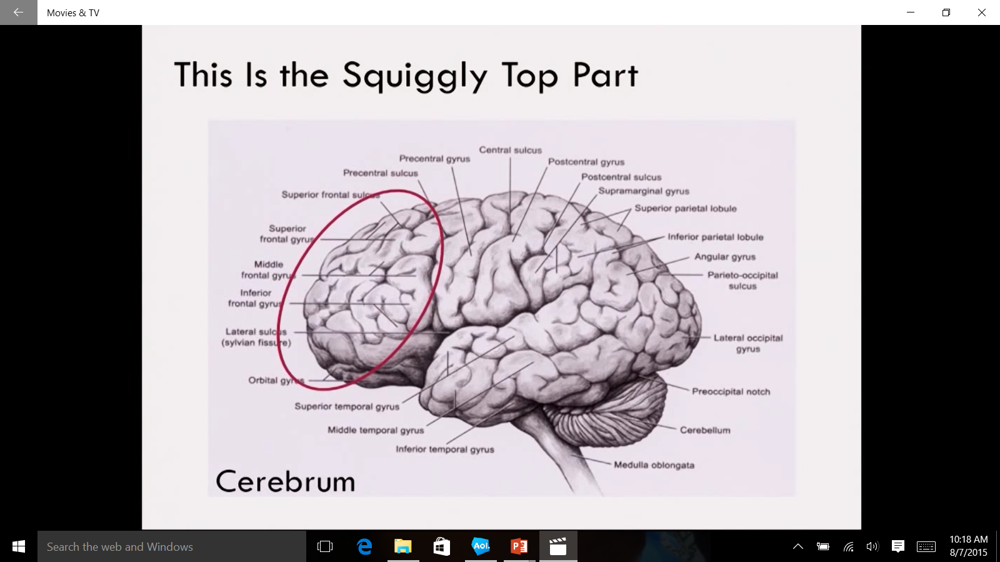 Movies & TV
This Is the Squiggly Top Part
Central sulcus
Precentral gyrus
Postcentral gyrus
Precentral sulcus
Postcentral sulcus
Supramarginal gyrus
Superior frontal sulcus
Superior parietal lobule
Superior
frontal gyrus
Inferior parietal lobule
Angular gyrus
Middle
frontal gyrus
Parieto-occipital
sulcus
Inferior
frontal gyrus
Lateral sulcus
(sylvian fissure)
Lateral occipital
gyrus
Orbital gyrus
Preoccipital notch
Superior temporal gyrus
Middle temporal gyrus
Cerebellum
Inferior temporal gyrus
Medulla oblongata
Cerebrum
Search the web and Windows
e
Aol.
P
10:18 AM
8/7/2015